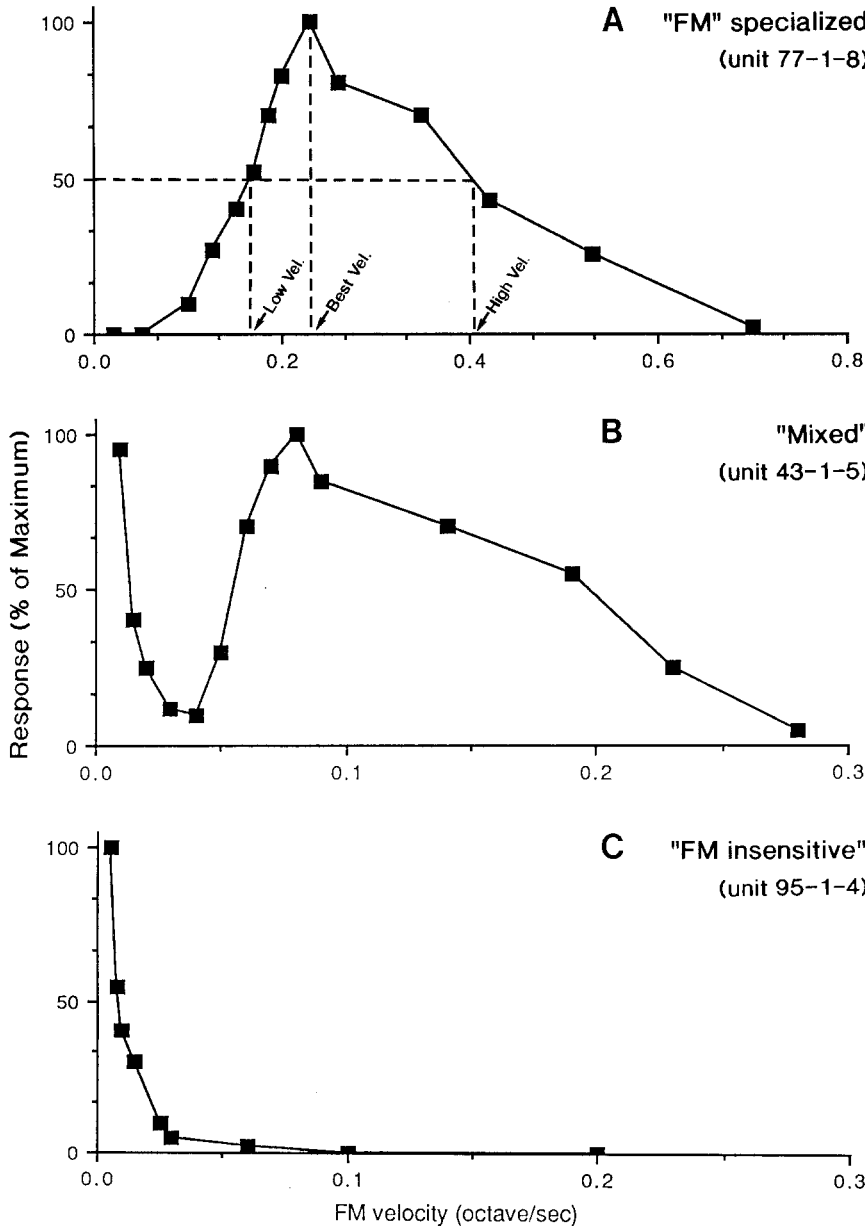 A "FM" specialized
(unit 77-1-8)
100
50
0
Low Vel.
Best Vel.
High Vel.
0.0 0.2 0.4 0.6 0.8
B "Mixed"
(unit 43-1-5)
100
50
0
0.0 0.1 0.2 0.3
Response (% of Maximum)
C "FM insensitive"
(unit 95-1-4)
100
50
0
0.0 0.1 0.2 0.3
FM velocity (octave/sec)